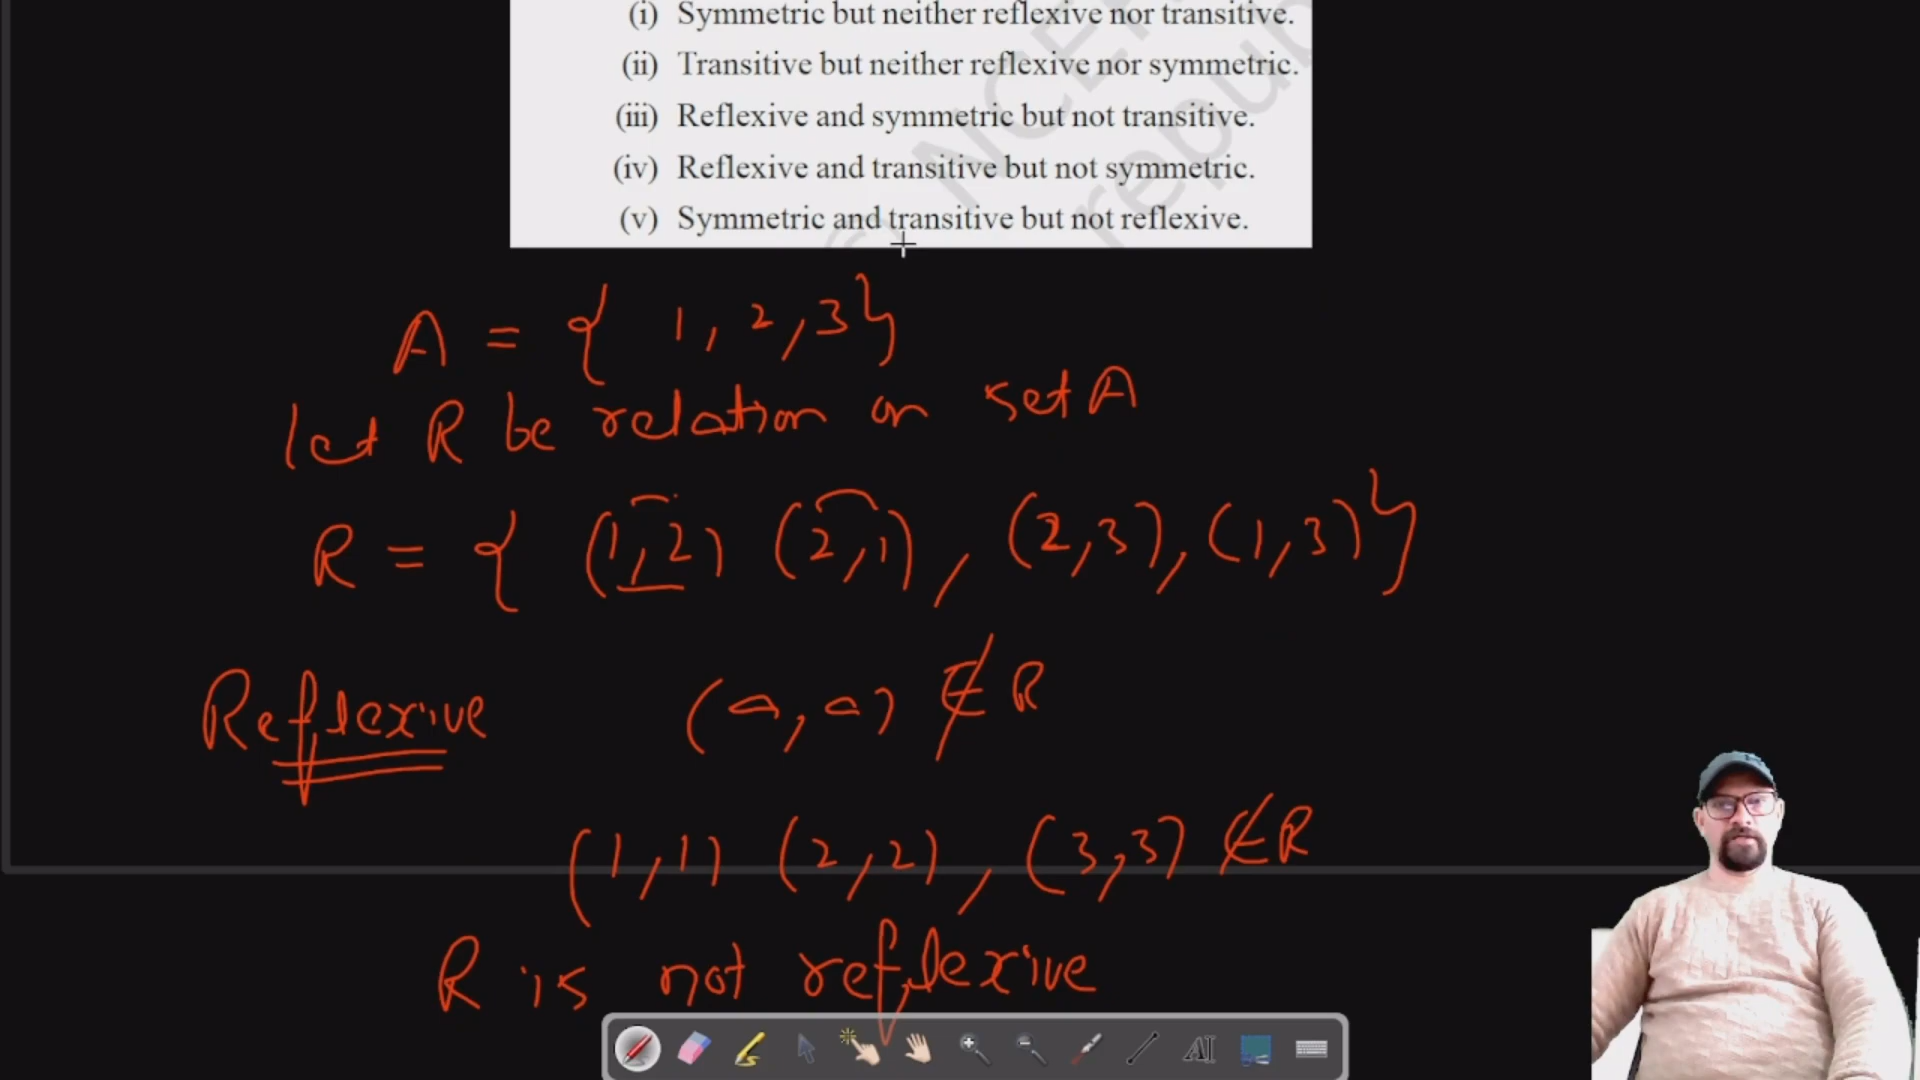 (i) Symmetric but neither reflexive nor transitive.
(ii) Transitive but neither reflexive nor symmetric.
(iii) Reflexive and symmetric but not transitive.
(iv) Reflexive and transitive but not symmetric.
(v) Symmetric and transitive but not reflexive.
A = { 1, 2, 3}
let R be relation on set A
R = { (1,2) (2,1), (2,3), (1,3)}
Reflexive (a, a) ∉ R
(1,1) (2,2), (3,3) ∉ R
R is not reflexive
AI